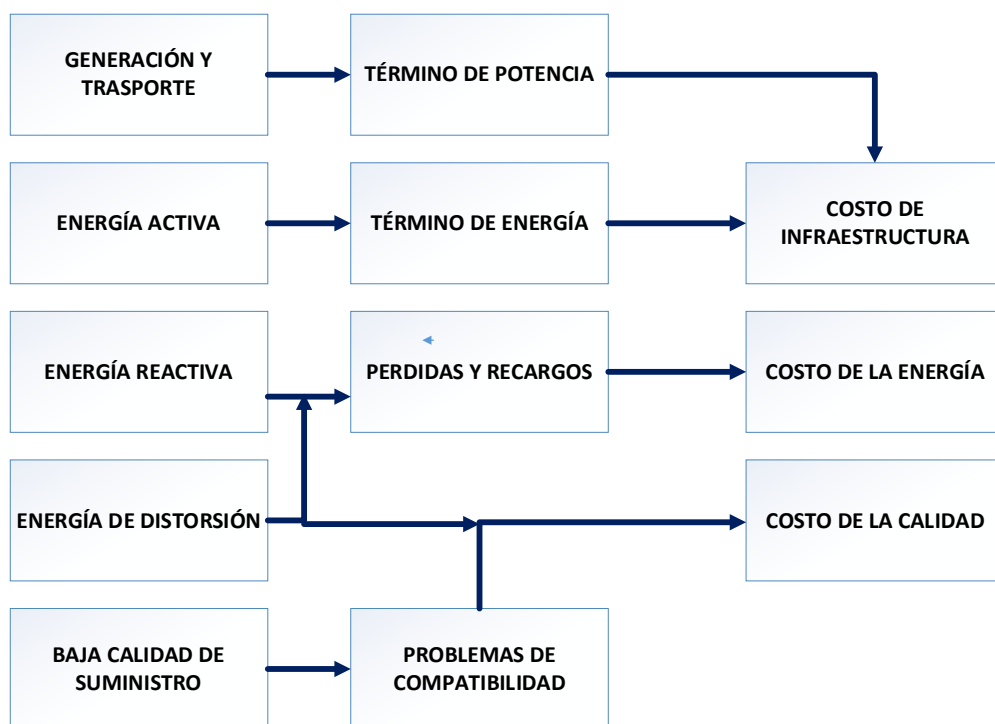 GENERACIÓN Y
TRASPORTE
TÉRMINO DE POTENCIA
ENERGÍA ACTIVA
TÉRMINO DE ENERGÍA
COSTO DE
INFRAESTRUCTURA
ENERGÍA REACTIVA
PERDIDAS Y RECARGOS
COSTO DE LA ENERGÍA
ENERGÍA DE DISTORSIÓN
COSTO DE LA CALIDAD
BAJA CALIDAD DE
SUMINISTRO
PROBLEMAS DE
COMPATIBILIDAD